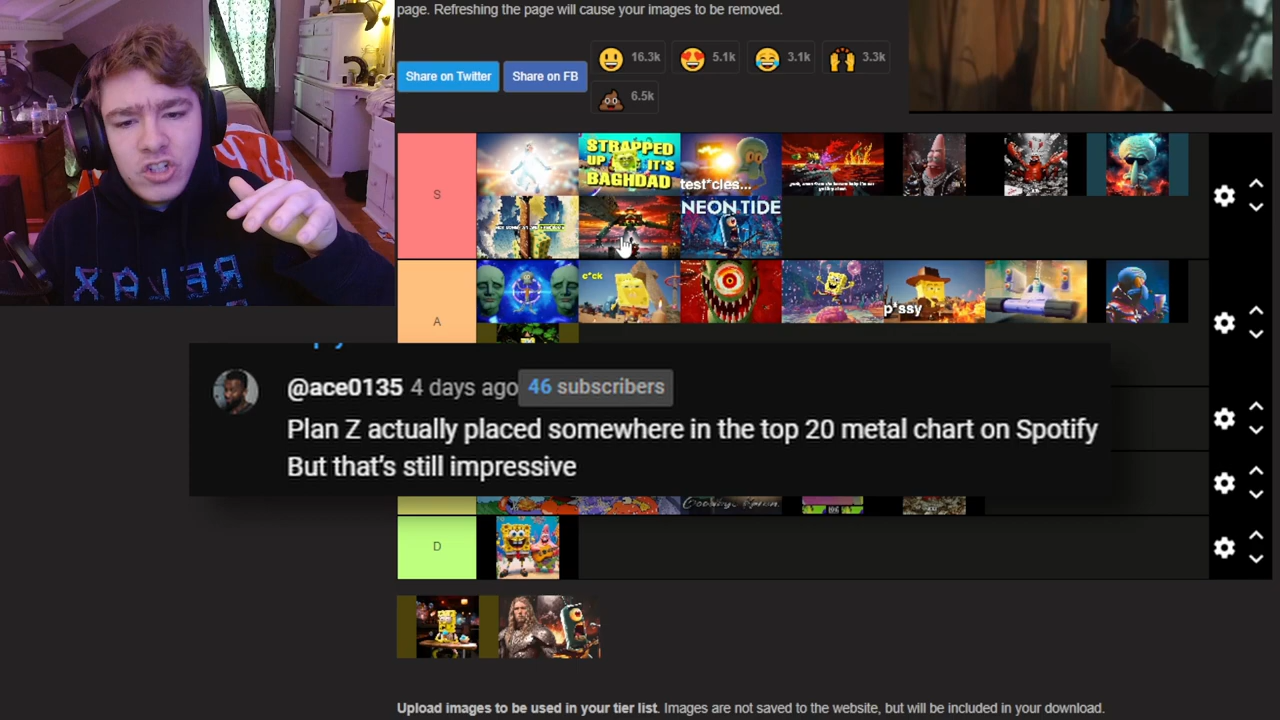 page. Refreshing the page will cause your images to be removed.
Share on Twitter
Share on FB
16.3k
5.1k
3.1k
3.3k
6.5k
S
STRAPPED
UP
IT'S
BAGHDAD
test*cles...
NEON TIDE
A
c*ck
p*ssy
RELAX
@ace0135 4 days ago 46 subscribers
Plan Z actually placed somewhere in the top 20 metal chart on Spotify
But that's still impressive
D
Upload images to be used in your tier list. Images are not saved to the website, but will be included in your download.